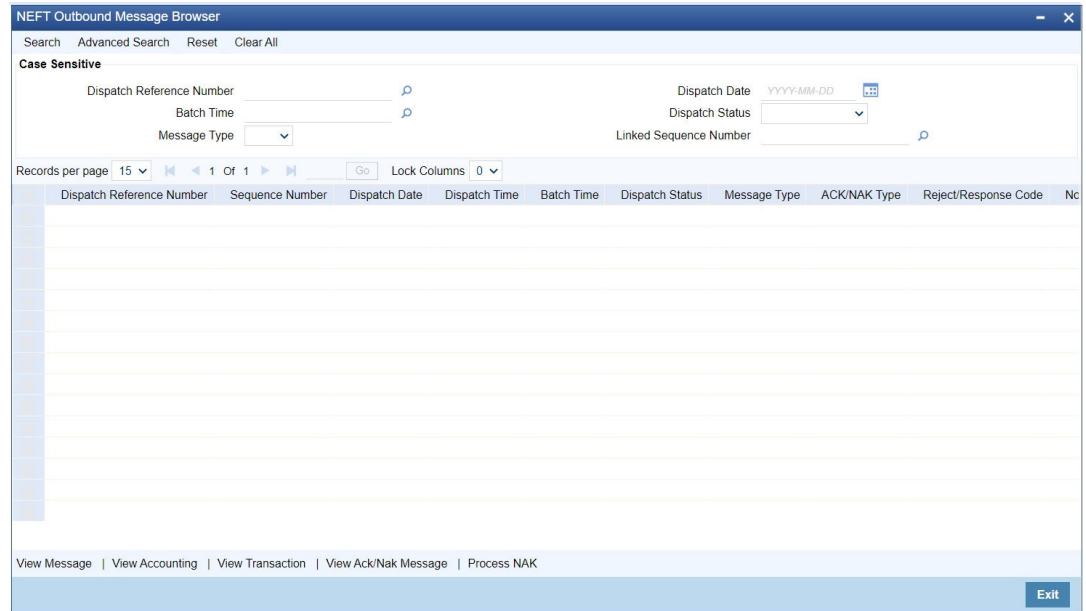 NEFT Outbound Message Browser
Search Advanced Search Reset Clear All
Case Sensitive
Dispatch Reference Number Dispatch Date YYYY-MM-DD
Batch Time Dispatch Status
Message Type Linked Sequence Number
Records per page 15 1 Of 1 Go Lock Columns 0
Dispatch Reference Number Sequence Number Dispatch Date Dispatch Time Batch Time Dispatch Status Message Type ACK/NAK Type Reject/Response Code Nc
View Message | View Accounting | View Transaction | View Ack/Nak Message | Process NAK
Exit